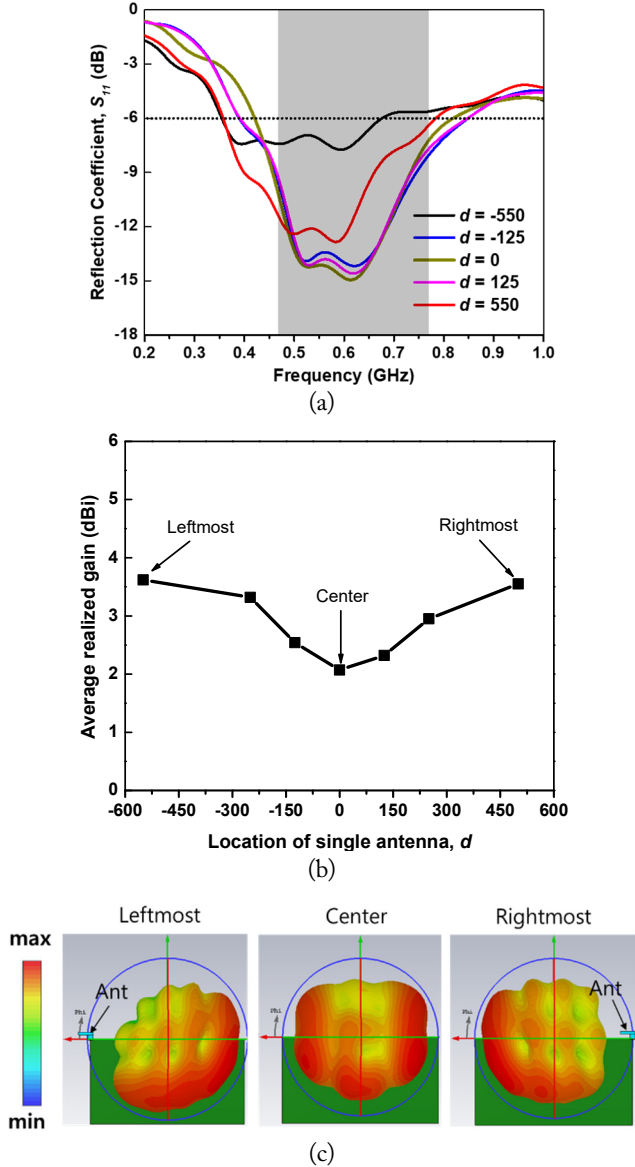 0
-3
-6
-9
-12
-15
-18
Reflection Coefficient, S11 (dB)
d = -550
d = -125
d = 0
d = 125
d = 550
0.2 0.3 0.4 0.5 0.6 0.7 0.8 0.9 1.0
Frequency (GHz)
(a)
6
5
4
3
2
1
0
Average realized gain (dBi)
Leftmost
Rightmost
Center
-600 -450 -300 -150 0 150 300 450 600
Location of single antenna, d
(b)
Leftmost Center Rightmost
max
min
Ant
Phi
Phi
Ant
Phi
(c)